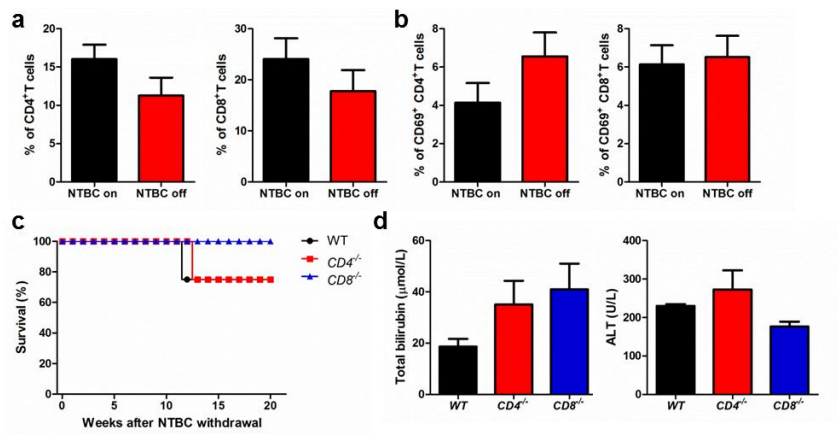 a
20
15
10
5
0
% of CD4+T cells
NTBC on NTBC off
30
20
10
0
% of CD8+T cells
NTBC on NTBC off
b
8
6
4
2
0
% of CD69+ CD4+T cells
NTBC on NTBC off
8
6
4
2
0
% of CD69+ CD8+T cells
NTBC on NTBC off
c
100
80
60
40
20
0
Survival (%)
0 5 10 15 20
Weeks after NTBC withdrawal
WT
CD4-/-
CD8-/-
d
60
40
20
0
Total bilirubin (μmol/L)
WT CD4-/- CD8-/-
400
300
200
100
0
ALT (U/L)
WT CD4-/- CD8-/-